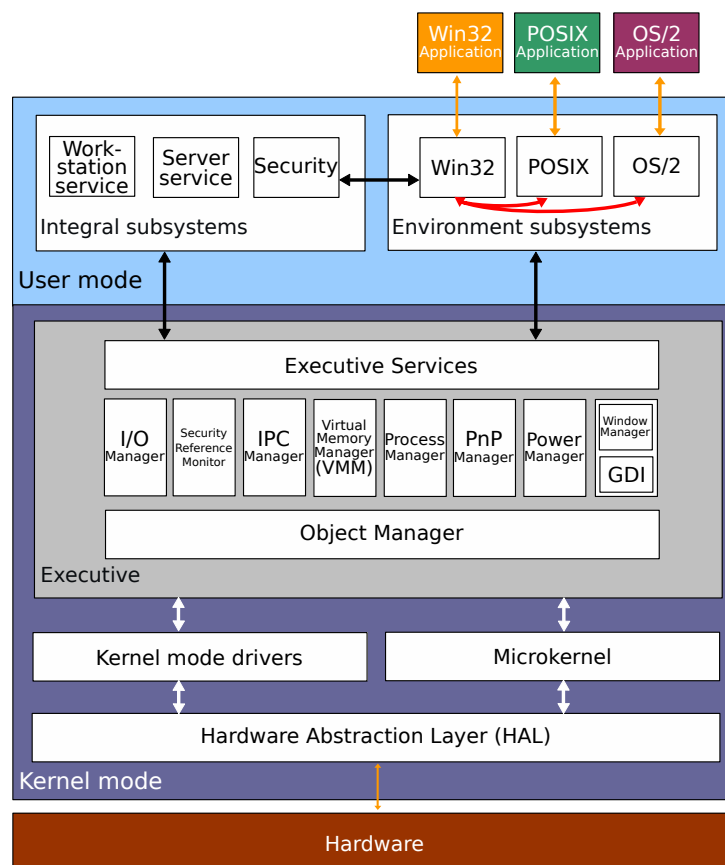 Win32
Application
POSIX
Application
OS/2
Application
Work-
station
service
Server
service
Security
Integral subsystems
Win32
POSIX
OS/2
Environment subsystems
User mode
Executive Services
I/O
Manager
Security
Reference
Monitor
IPC
Manager
Virtual
Memory
Manager
(VMM)
Process
Manager
PnP
Manager
Power
Manager
Window
Manager
GDI
Object Manager
Executive
Kernel mode drivers
Microkernel
Hardware Abstraction Layer (HAL)
Kernel mode
Hardware